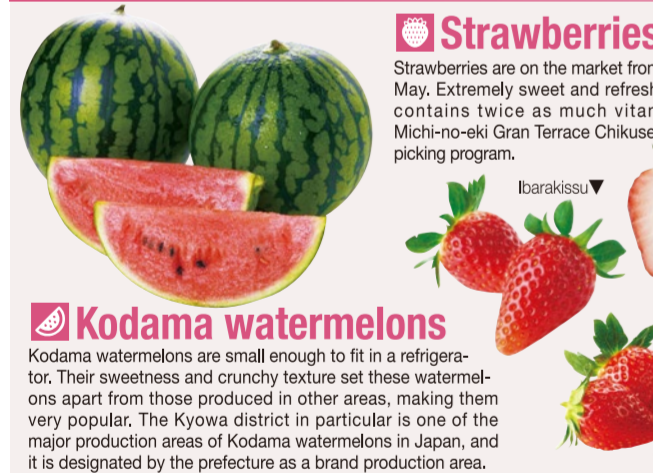 Strawberries
Strawberries are on the market from
May. Extremely sweet and refresh
contains twice as much vitam
Michi-no-eki Gran Terrace Chikuse
picking program.
Ibarakissu▼
Kodama watermelons
Kodama watermelons are small enough to fit in a refrigera-
tor. Their sweetness and crunchy texture set these watermel-
ons apart from those produced in other areas, making them
very popular. The Kyowa district in particular is one of the
major production areas of Kodama watermelons in Japan, and
it is designated by the prefecture as a brand production area.